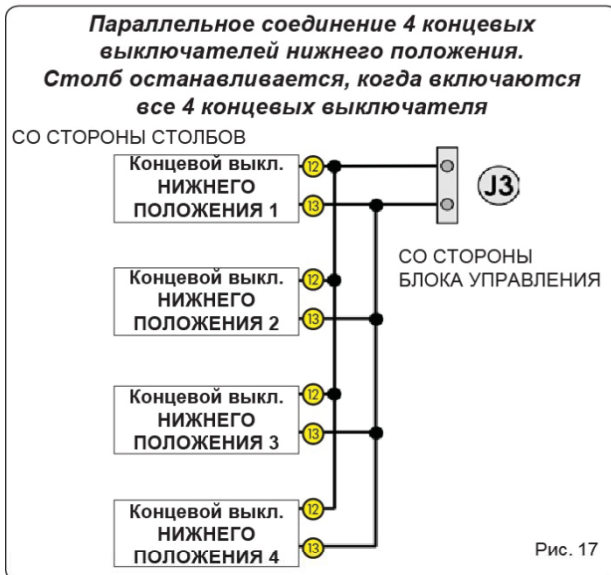 Параллельное соединение 4 концевых
выключателей нижнего положения.
Столб останавливается, когда включаются
все 4 концевых выключателя
СО СТОРОНЫ СТОЛБОВ
Концевой выкл.
НИЖНЕГО
ПОЛОЖЕНИЯ 1
12
13
J3
СО СТОРОНЫ
БЛОКА УПРАВЛЕНИЯ
Концевой выкл.
НИЖНЕГО
ПОЛОЖЕНИЯ 2
12
13
Концевой выкл.
НИЖНЕГО
ПОЛОЖЕНИЯ 3
12
13
Концевой выкл.
НИЖНЕГО
ПОЛОЖЕНИЯ 4
12
13
Рис. 17